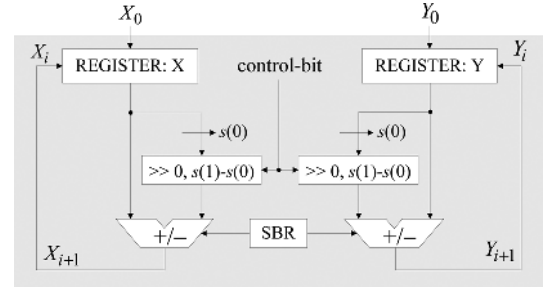 X₀ Y₀
Xᵢ Yᵢ
REGISTER: X REGISTER: Y
control-bit
s(0) s(0)
>> 0, s(1)-s(0) >> 0, s(1)-s(0)
+/− SBR +/−
Xᵢ₊₁ Yᵢ₊₁